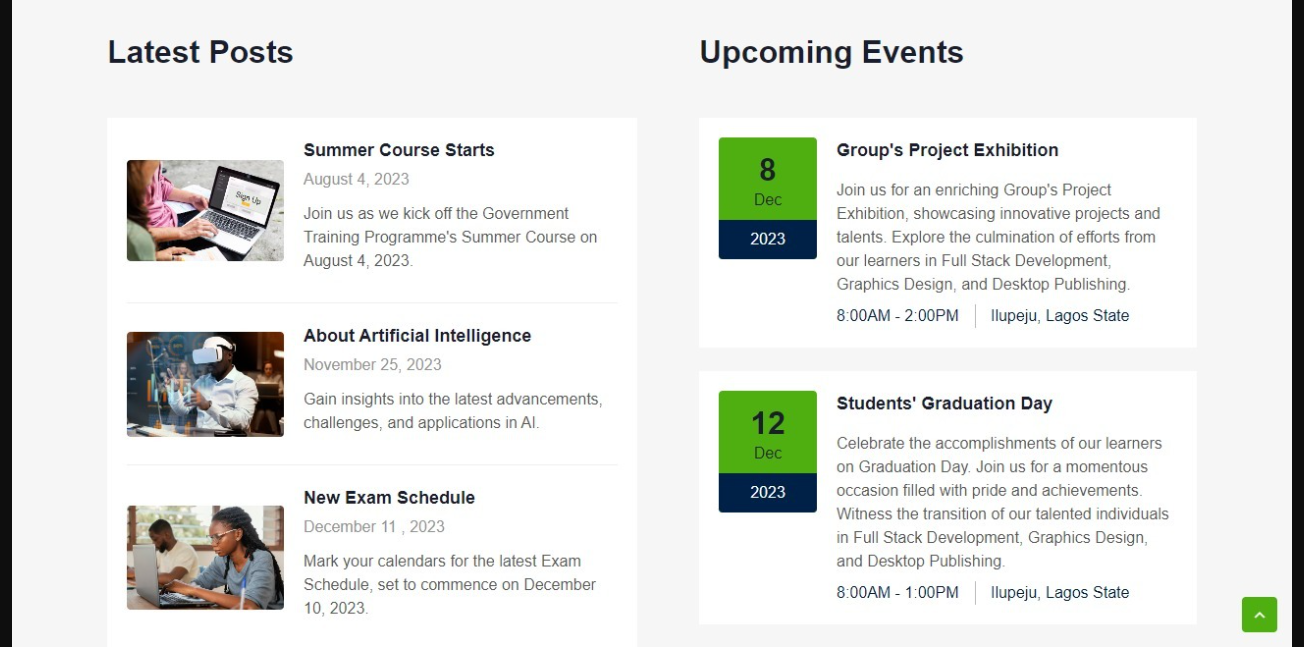 Latest Posts
Summer Course Starts
August 4, 2023
Join us as we kick off the Government
Training Programme's Summer Course on
August 4, 2023.
Sign Up
About Artificial Intelligence
November 25, 2023
Gain insights into the latest advancements,
challenges, and applications in AI.
New Exam Schedule
December 11 , 2023
Mark your calendars for the latest Exam
Schedule, set to commence on December
10, 2023.
Upcoming Events
8
Dec
2023
Group's Project Exhibition
Join us for an enriching Group's Project
Exhibition, showcasing innovative projects and
talents. Explore the culmination of efforts from
our learners in Full Stack Development,
Graphics Design, and Desktop Publishing.
8:00AM - 2:00PM
Ilupeju, Lagos State
12
Dec
2023
Students' Graduation Day
Celebrate the accomplishments of our learners
on Graduation Day. Join us for a momentous
occasion filled with pride and achievements.
Witness the transition of our talented individuals
in Full Stack Development, Graphics Design,
and Desktop Publishing.
8:00AM - 1:00PM
Ilupeju, Lagos State